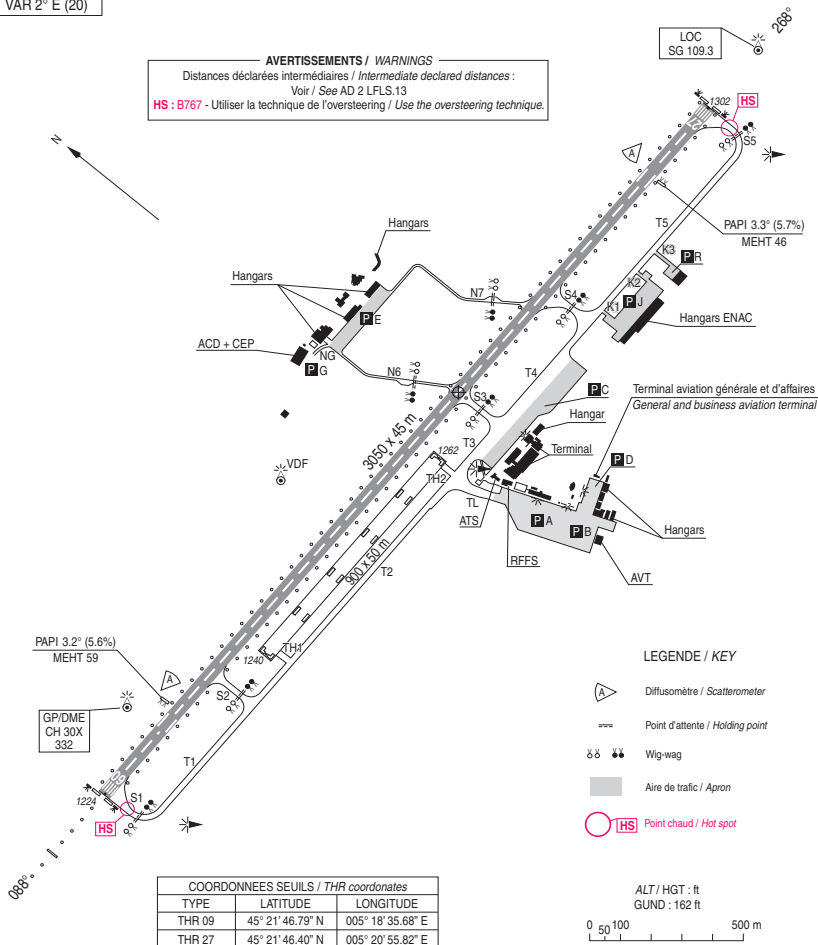 VAR 2° E (20)
268°
LOC
SG 109.3
AVERTISSEMENTS / WARNINGS
Distances déclarées intermédiaires / Intermediate declared distances :
Voir / See AD 2 LFLS.13
HS : B767 - Utiliser la technique de l'oversteering / Use the oversteering technique.
1302
HS
27
S5
N
A
T5
PAPI 3.3° (5.7%)
MEHT 46
Hangars
K3
P R
Hangars
K2
N7
S4
K1
P J
P E
Hangars ENAC
ACD + CEP
NG
P G
N6
T4
S3
P C
Terminal aviation générale et d'affaires
General and business aviation terminal
Hangar
3050 x 45 m
1262
T3
Terminal
P D
VDF
TH2
TL
ATS
P A
P B
Hangars
RFFS
900 x 50 m
T2
AVT
PAPI 3.2° (5.6%)
MEHT 59
TH1
1240
A
S2
GP/DME
CH 30X
332
T1
09
1224
S1
HS
088°
LEGENDE / KEY
A Diffusomètre / Scatterometer
Point d'attente / Holding point
Wig-wag
Aire de trafic / Apron
HS Point chaud / Hot spot
COORDONNEES SEUILS / THR coordonates
TYPE LATITUDE LONGITUDE
THR 09 45° 21' 46.79" N 005° 18' 35.68" E
THR 27 45° 21' 46.40" N 005° 20' 55.82" E
ALT / HGT : ft
GUND : 162 ft
0 50 100 500 m